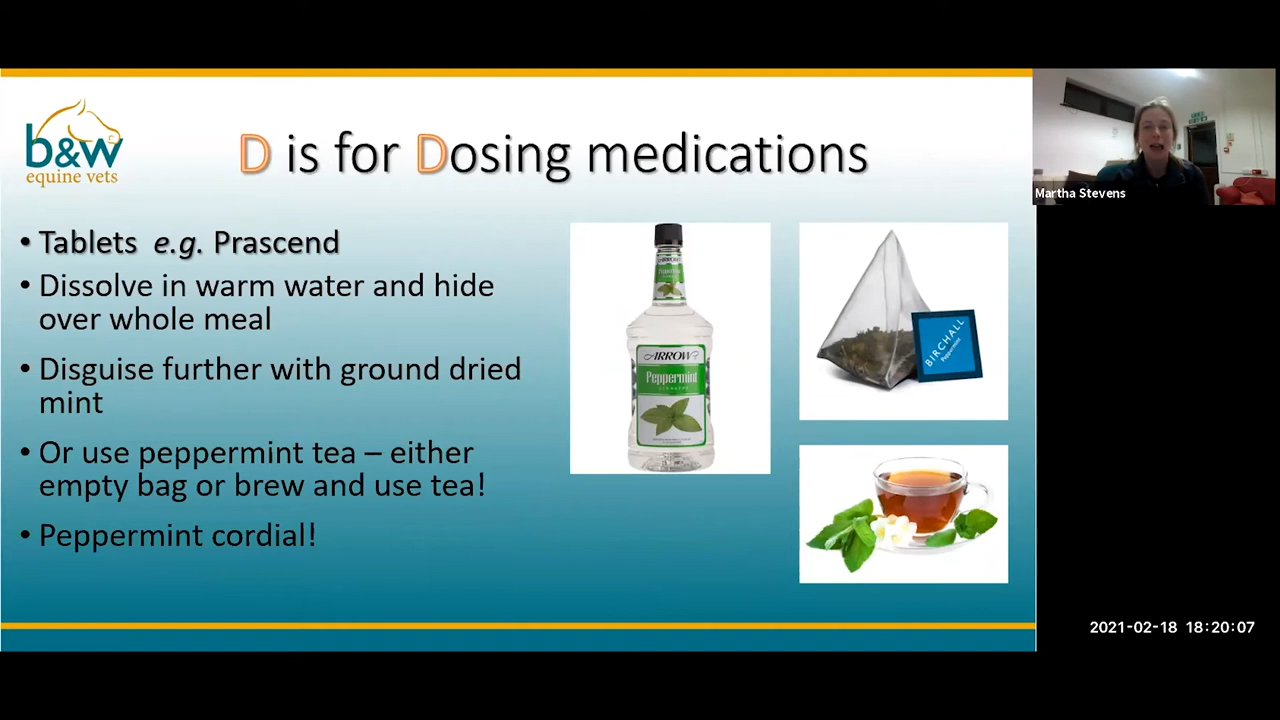 b&w
equine vets
D is for Dosing medications
• Tablets e.g. Prascend
• Dissolve in warm water and hide
over whole meal
• Disguise further with ground dried
mint
• Or use peppermint tea – either
empty bag or brew and use tea!
• Peppermint cordial!
ARROW
Peppermint
BIRCHALL
Peppermint
Martha Stevens
2021-02-18 18:20:07